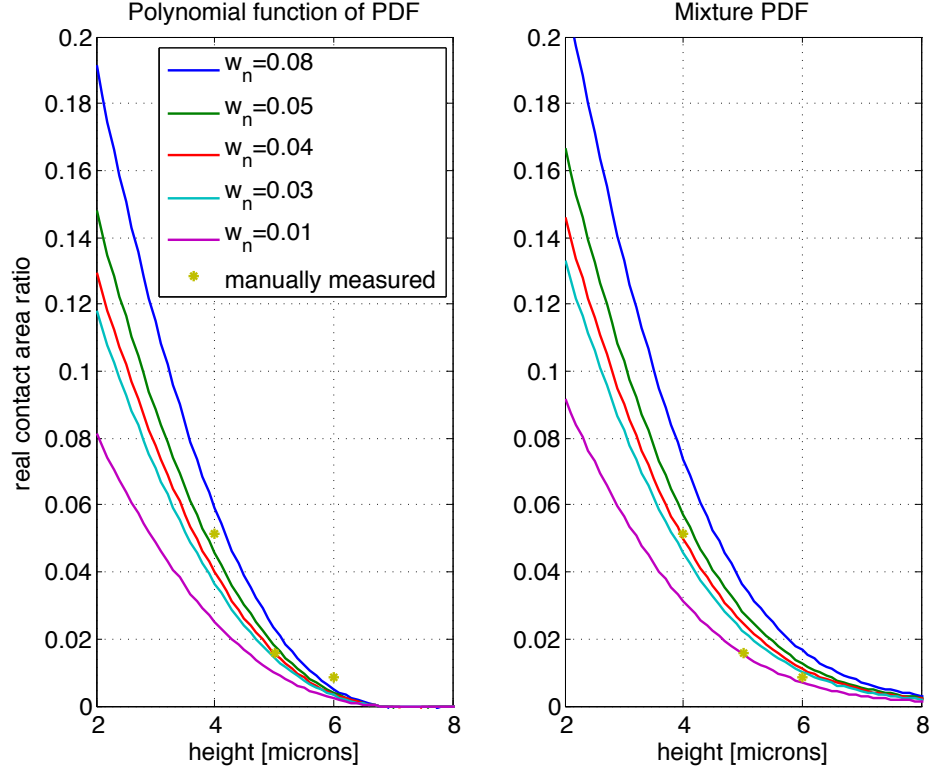 Polynomial function of PDF
0.2
0.18
0.16
0.14
0.12
0.1
0.08
0.06
0.04
0.02
0
real contact area ratio
w_n=0.08
w_n=0.05
w_n=0.04
w_n=0.03
w_n=0.01
manually measured
2 4 6 8
height [microns]
Mixture PDF
0.2
0.18
0.16
0.14
0.12
0.1
0.08
0.06
0.04
0.02
0
2 4 6 8
height [microns]